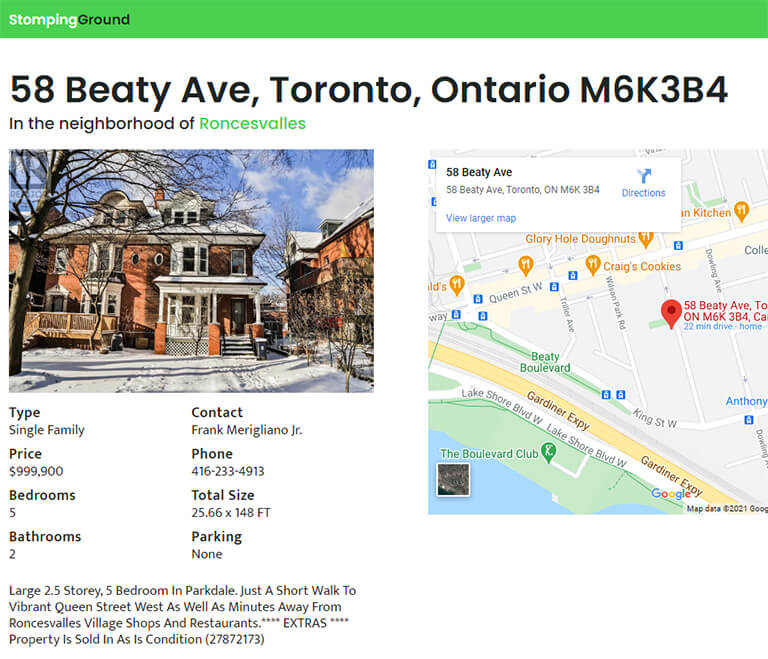 StompingGround
58 Beaty Ave, Toronto, Ontario M6K3B4
In the neighborhood of Roncesvalles
58 Beaty Ave
58 Beaty Ave, Toronto, ON M6K 3B4
Directions
View larger map
Kitchen
Glory Hole Doughnuts
Craig's Cookies
Queen St W
Triller Ave
Wilson Park Rd
Dowling Ave
58 Beaty Ave, To
ON M6K 3B4, Ca
22 min drive - home
Beaty
Boulevard
Anthony
King St W
Gardiner Expy
Lake Shore Blvd W
Lake Shore Blvd W
Dowling
The Boulevard Club
Gardiner Expy
Google
Map data ©2021 Goog
Type
Single Family
Contact
Frank Merigliano Jr.
Price
$999,900
Phone
416-233-4913
Bedrooms
5
Total Size
25.66 x 148 FT
Bathrooms
2
Parking
None
Large 2.5 Storey, 5 Bedroom In Parkdale. Just A Short Walk To
Vibrant Queen Street West As Well As Minutes Away From
Roncesvalles Village Shops And Restaurants.**** EXTRAS ****
Property Is Sold In As Is Condition (27872173)